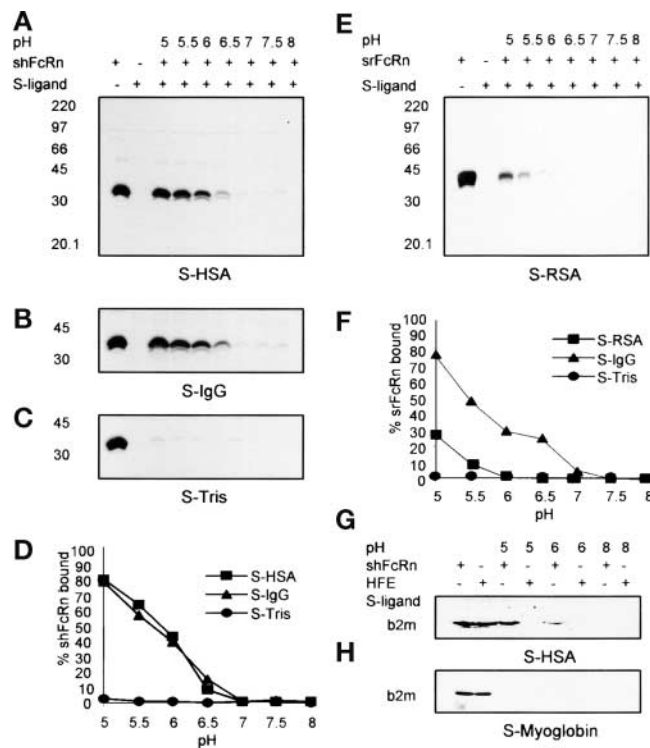 A
pH 5 5.5 6 6.5 7 7.5 8
shFcRn + - + + + + + + +
S-ligand - + + + + + + + +
220
97
66
45
30
20.1
S-HSA
B
45
30
S-IgG
C
45
30
S-Tris
D
% shFcRn bound
90
80
70
60
50
40
30
20
10
0
S-HSA
S-IgG
S-Tris
5 5.5 6 6.5 7 7.5 8
pH
E
pH 5 5.5 6 6.5 7 7.5 8
srFcRn + - + + + + + + +
S-ligand - + + + + + + + +
220
97
66
45
30
20.1
S-RSA
F
% srFcRn bound
90
80
70
60
50
40
30
20
10
0
S-RSA
S-IgG
S-Tris
5 5.5 6 6.5 7 7.5 8
pH
G
pH 5 5 6 6 8 8
shFcRn + - + - + - + -
HFE - + - + - + - +
S-ligand
b2m
S-HSA
H
b2m
S-Myoglobin